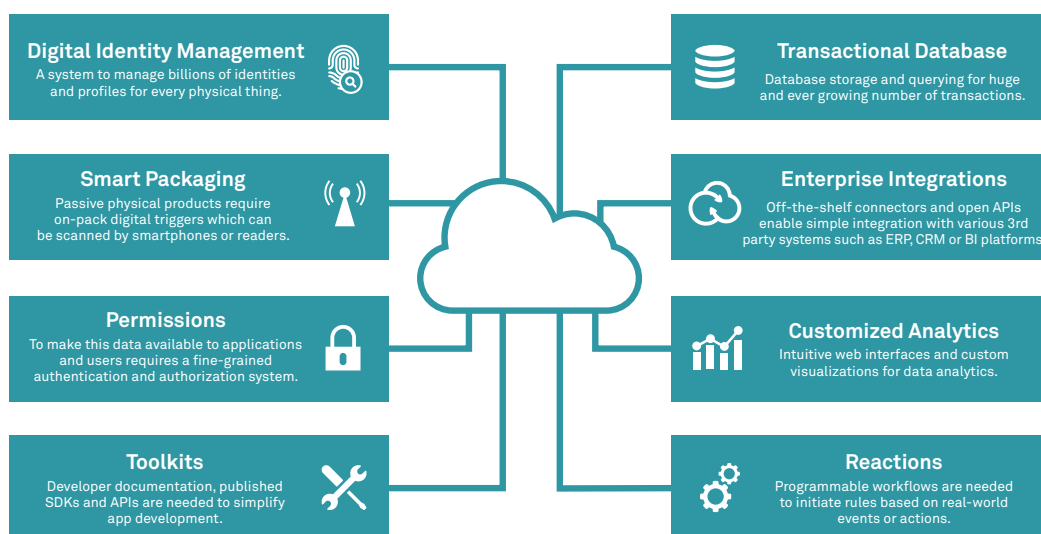 Digital Identity Management
A system to manage billions of identities
and profiles for every physical thing.
Smart Packaging
Passive physical products require
on-pack digital triggers which can
be scanned by smartphones or readers.
Permissions
To make this data available to applications
and users requires a fine-grained
authentication and authorization system.
Toolkits
Developer documentation, published
SDKs and APIs are needed to simplify
app development.
Transactional Database
Database storage and querying for huge
and ever growing number of transactions.
Enterprise Integrations
Off-the-shelf connectors and open APIs
enable simple integration with various 3rd
party systems such as ERP, CRM or BI platforms
Customized Analytics
Intuitive web interfaces and custom
visualizations for data analytics.
Reactions
Programmable workflows are needed
to initiate rules based on real-world
events or actions.